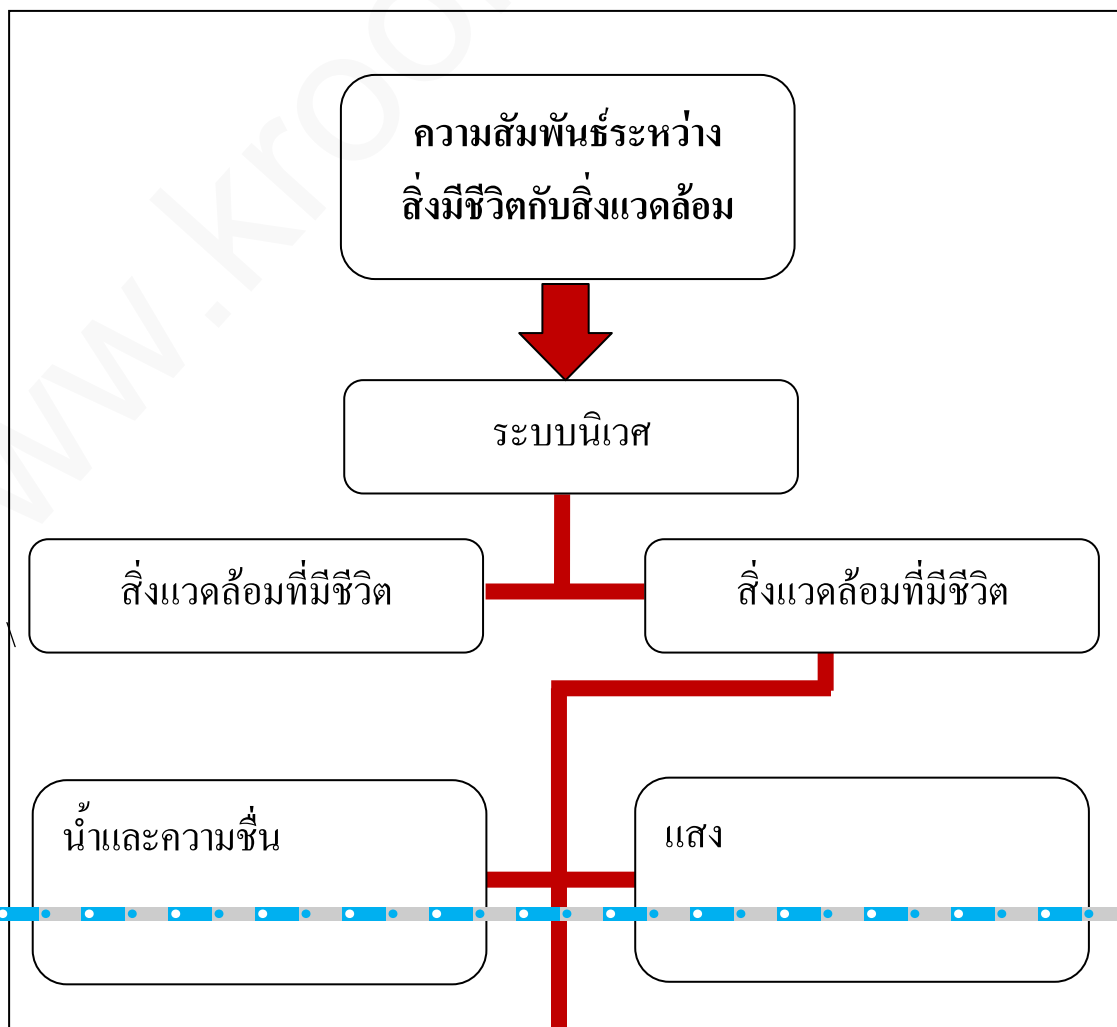 ความสัมพันธ์ระหว่าง
สิ่งมีชีวิตกับสิ่งแวดล้อม
ระบบนิเวศ
สิ่งแวดล้อมที่มีชีวิต
สิ่งแวดล้อมที่มีชีวิต
\
น้ำและความชื่น
แสง